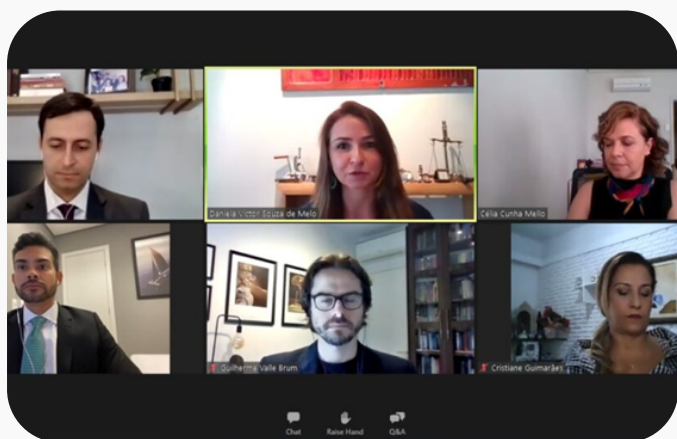 Daniela Victor Souza de Melo
Célia Cunha Mello
Guilherme Valle Brum
Cristiane Guimarães
Chat
Raise Hand
Q&A